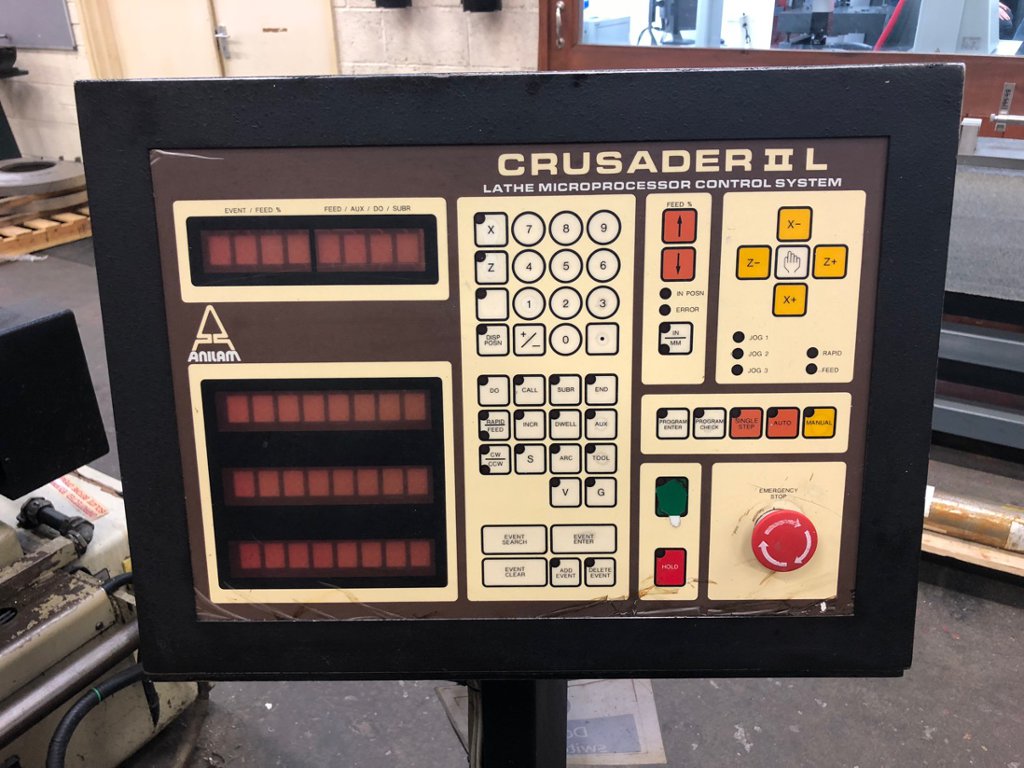 CRUSADER II L
LATHE MICROPROCESSOR CONTROL SYSTEM
EVENT / FEED %
FEED / AUX / DO / SUBR
ANILAM
X 7 8 9
Z 4 5 6
1 2 3
DISP POSN +/- 0 .
DO CALL SUBR END
RAPID FEED INCR DWELL AUX
CW CCW S ARC TOOL
V G
EVENT SEARCH
EVENT ENTER
EVENT CLEAR
ADD EVENT
DELETE EVENT
FEED %
↑
↓
IN POSN
ERROR
IN MM
X-
Z-
Z+
X+
JOG 1
JOG 2
JOG 3
RAPID
FEED
PROGRAM ENTER
PROGRAM CHECK
SINGLE STEP
AUTO
MANUAL
HOLD
EMERGENCY
STOP